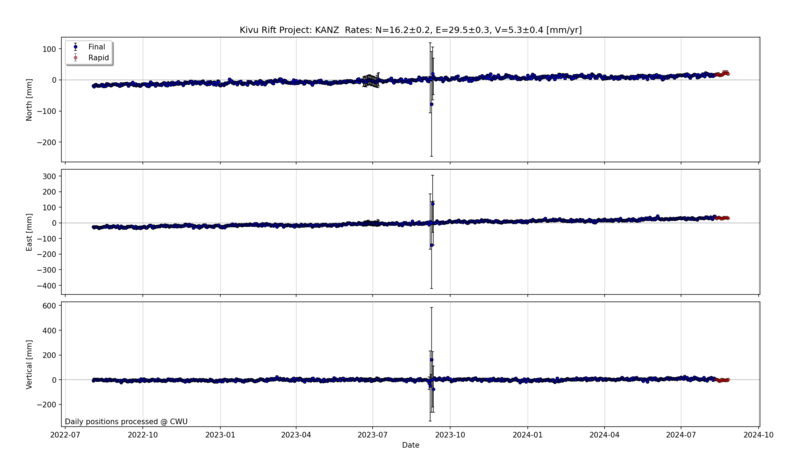 Kivu Rift Project: KANZ  Rates: N=16.2±0.2, E=29.5±0.3, V=5.3±0.4 [mm/yr]
Final
Rapid
100
0
−100
−200
North [mm]
300
200
100
0
−100
−200
−300
−400
East [mm]
600
400
200
0
−200
Vertical [mm]
Daily positions processed @ CWU
2022-07 2022-10 2023-01 2023-04 2023-07 2023-10 2024-01 2024-04 2024-07 2024-10
Date